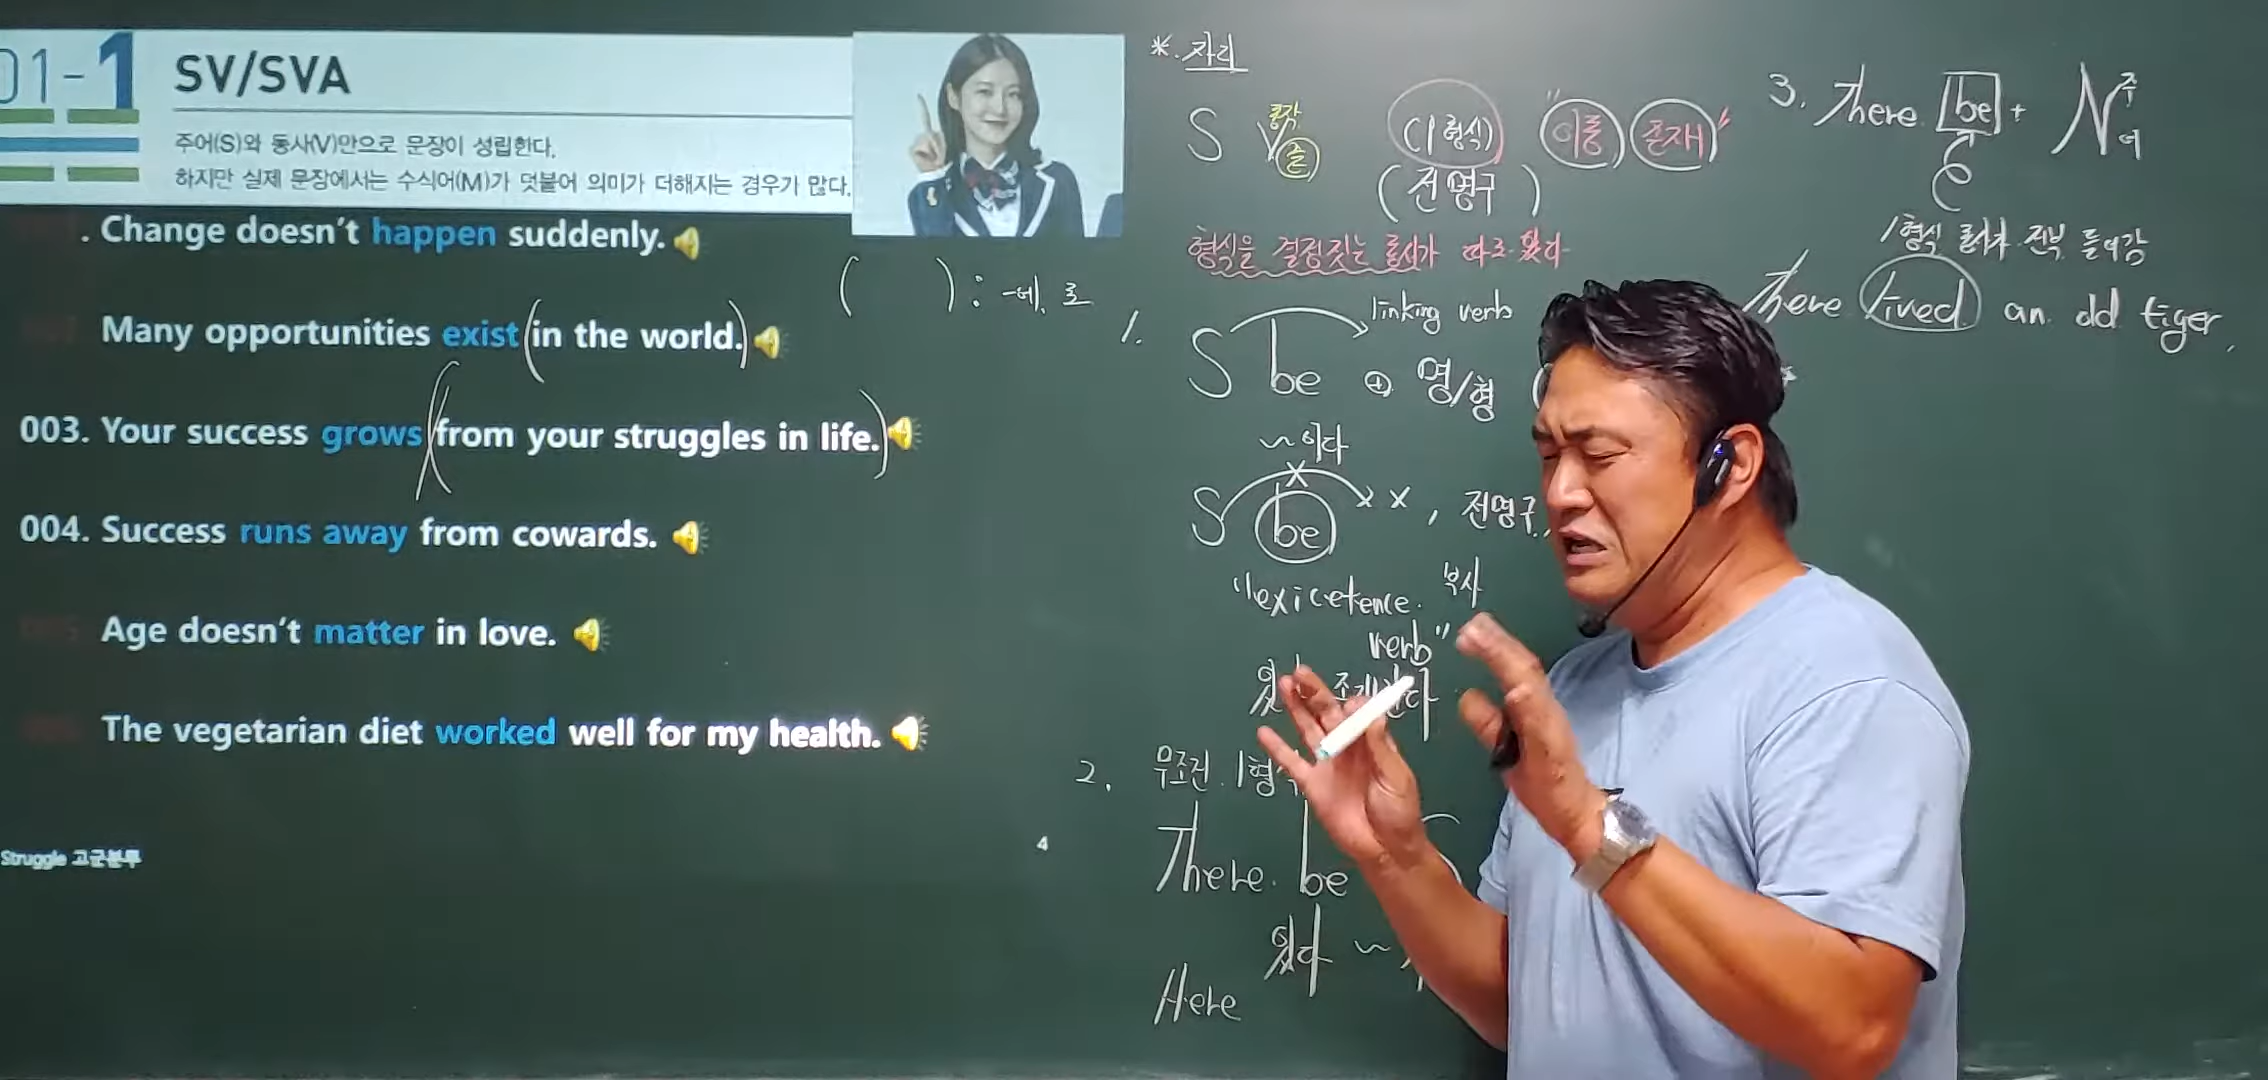 01-1 SV/SVA
주어(S)와 동사(V)만으로 문장이 성립한다.
하지만 실제 문장에서는 수식어(M)가 덧붙어 의미가 더해지는 경우가 많다.
. Change doesn't happen suddenly.
Many opportunities exist (in the world.)
003. Your success grows (from your struggles in life.)
004. Success runs away from cowards.
Age doesn't matter in love.
The vegetarian diet worked well for my health.
Struggle 고군분투
4
( ) : -에, 로
*. 자리
S V (1형식) "이동 존재"
(전명구)
형식을 결정짓는 동사가 따로 있다
1. linking verb
S be + 명/형
~이다
S be x x, 전명구,
부사
"exicetence
verb"
2. 무조건 1형식
There be
있다 ~
Here
3. There be + N 주어
1형식 동사가 전부 들어감
There lived an old tiger.